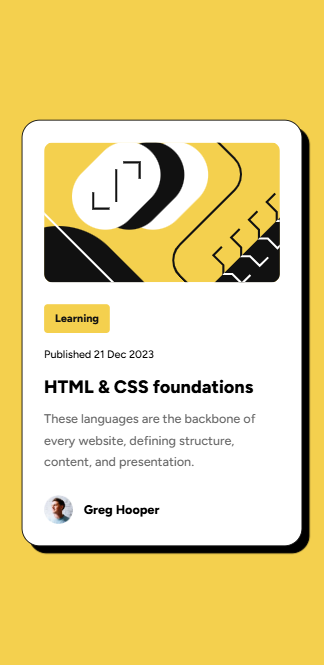 Learning
Published 21 Dec 2023
HTML & CSS foundations
These languages are the backbone of
every website, defining structure,
content, and presentation.
Greg Hooper